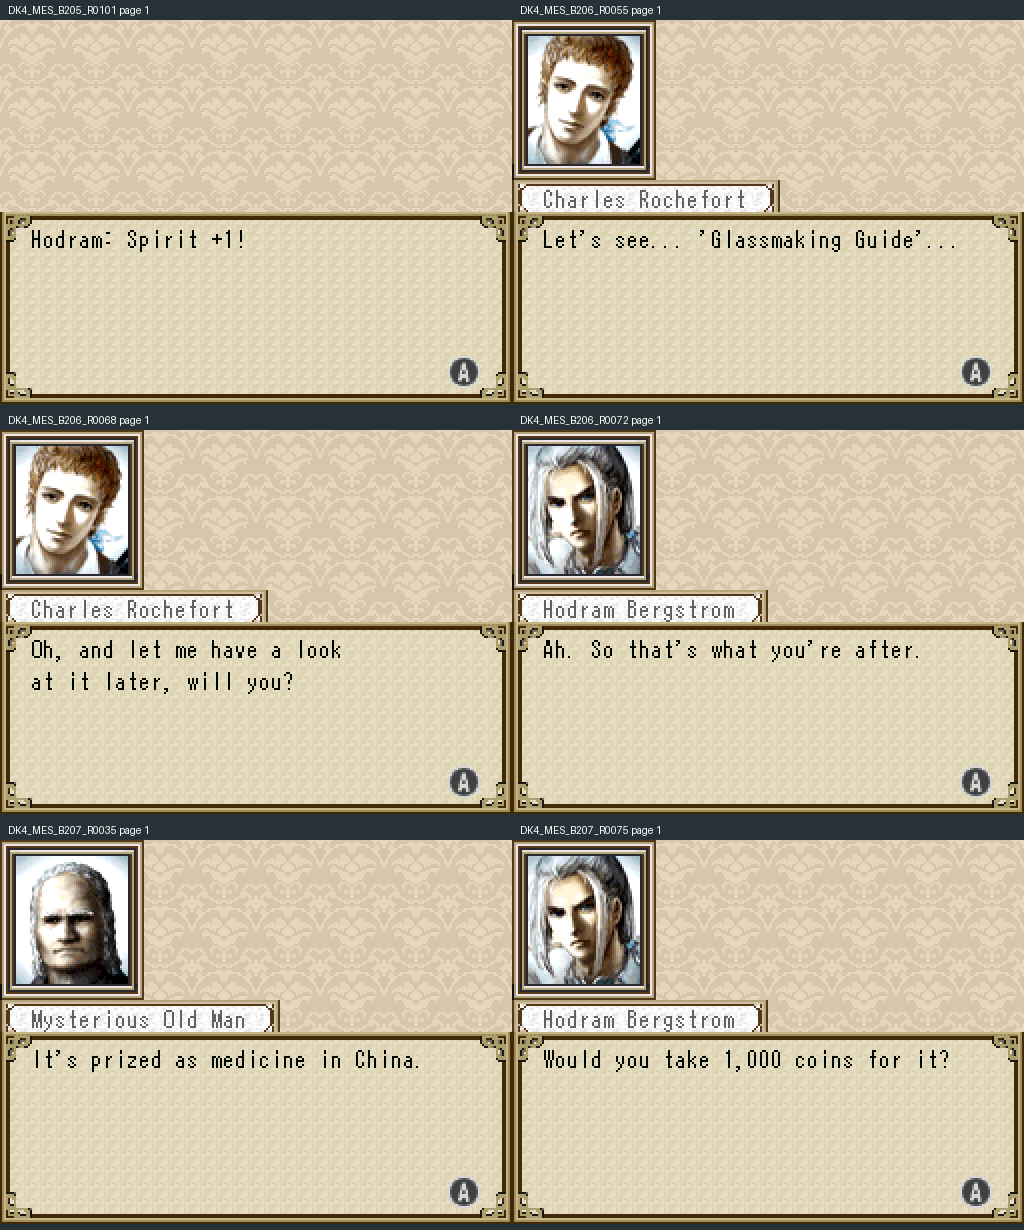 DK4_MES_B205_R0101 page 1
Hodram: Spirit +1!
DK4_MES_B206_R0055 page 1
Charles Rochefort
Let's see... 'Glassmaking Guide'...
DK4_MES_B206_R0068 page 1
Charles Rochefort
Oh, and let me have a look
at it later, will you?
DK4_MES_B206_R0072 page 1
Hodram Bergstrom
Ah. So that's what you're after.
DK4_MES_B207_R0035 page 1
Mysterious Old Man
It's prized as medicine in China.
DK4_MES_B207_R0075 page 1
Hodram Bergstrom
Would you take 1,000 coins for it?
A
A
A
A
A
A